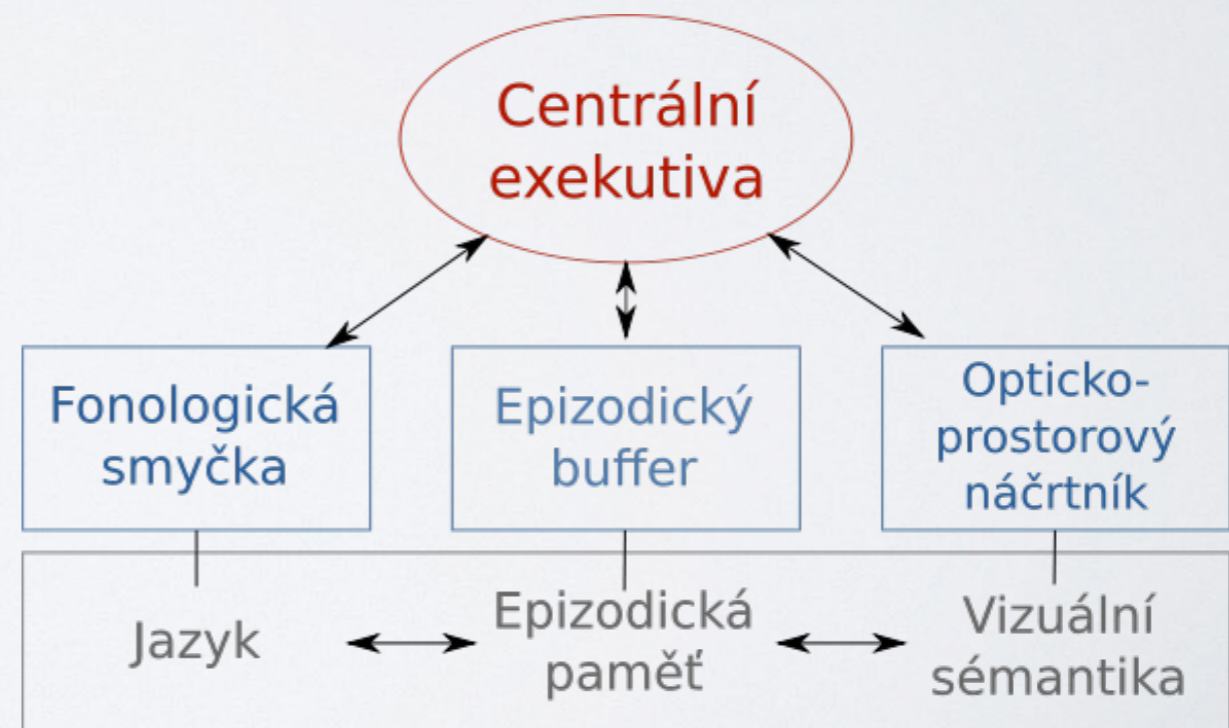 Centrální
exekutiva
Fonologická
smyčka
Epizodický
buffer
Opticko-
prostorový
náčrtník
Jazyk
Epizodická
paměť
Vizuální
sémantika